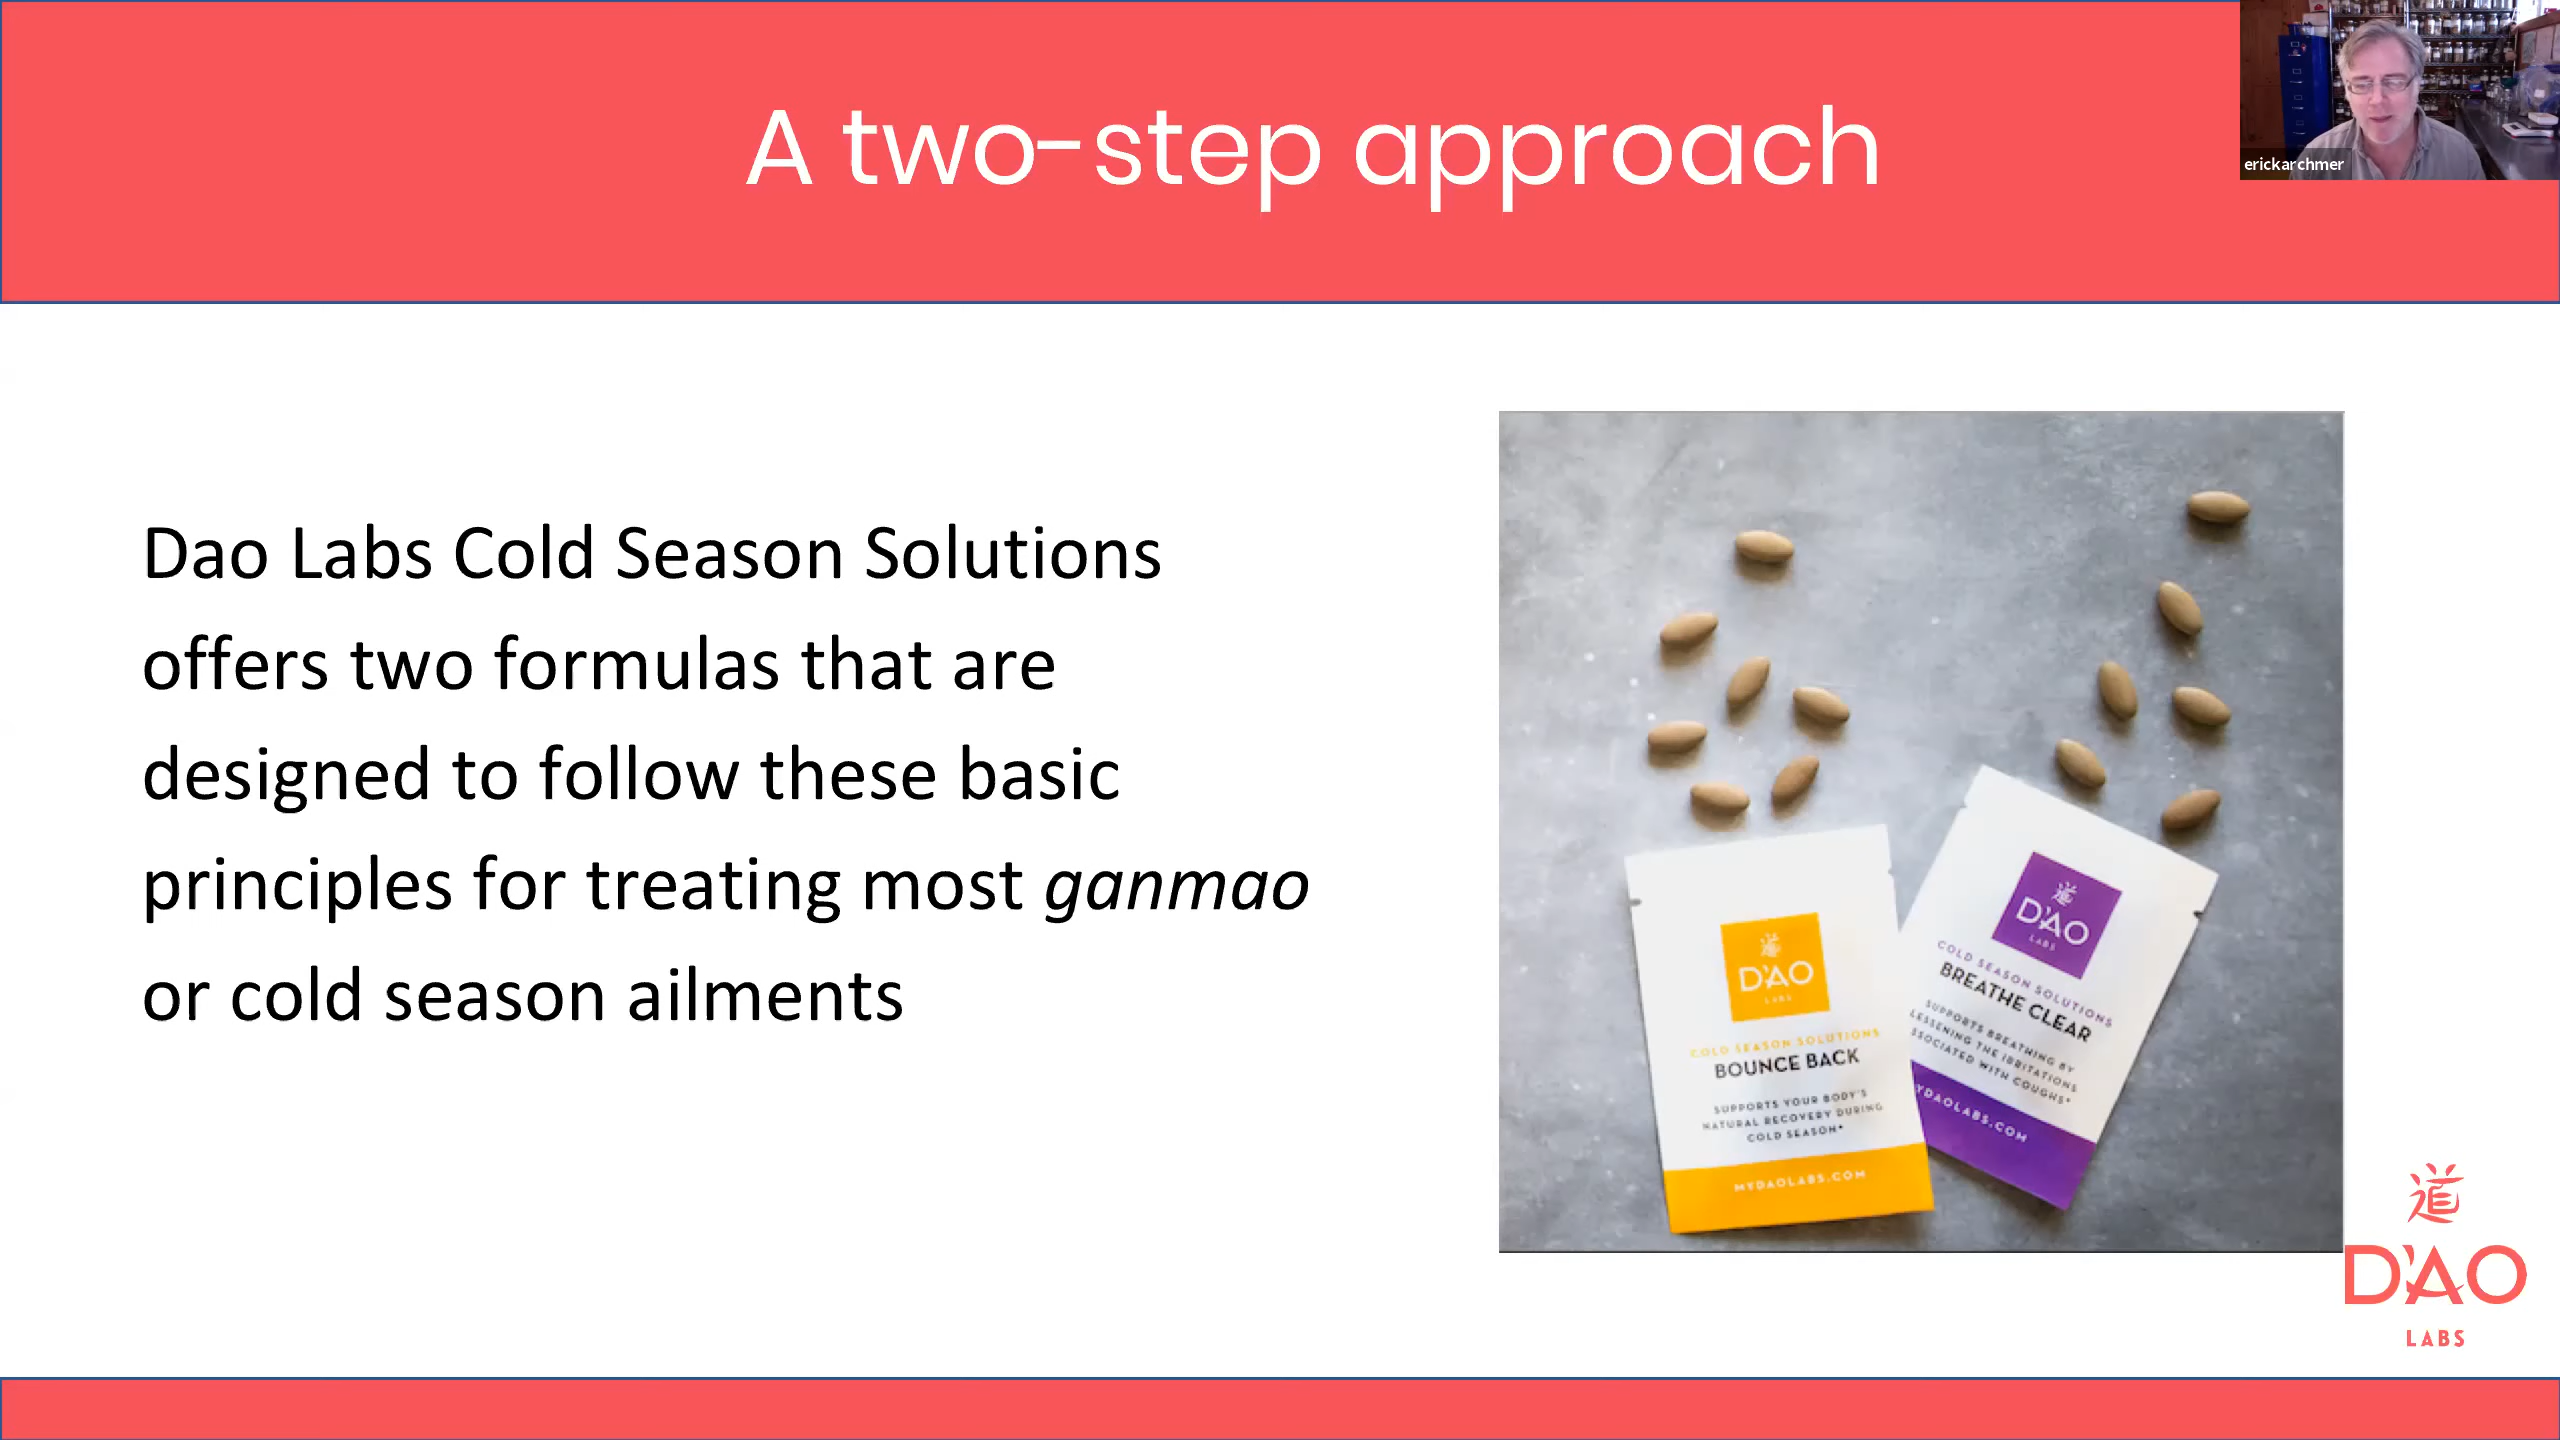 A two-step approach
erickarchmer
Dao Labs Cold Season Solutions
offers two formulas that are
designed to follow these basic
principles for treating most ganmao
or cold season ailments
道
DAO
LABS
COLD SEASON SOLUTIONS
BOUNCE BACK
SUPPORTS YOUR BODY'S
NATURAL RECOVERY DURING
COLD SEASON*
MYDAOLABS.COM
道
DAO
LABS
COLD SEASON SOLUTIONS
BREATHE CLEAR
SUPPORTS BREATHING BY
LESSENING THE IRRITATIONS
SSOCIATED WITH COUGHS*
YDAOLABS.COM
道
DAO
LABS